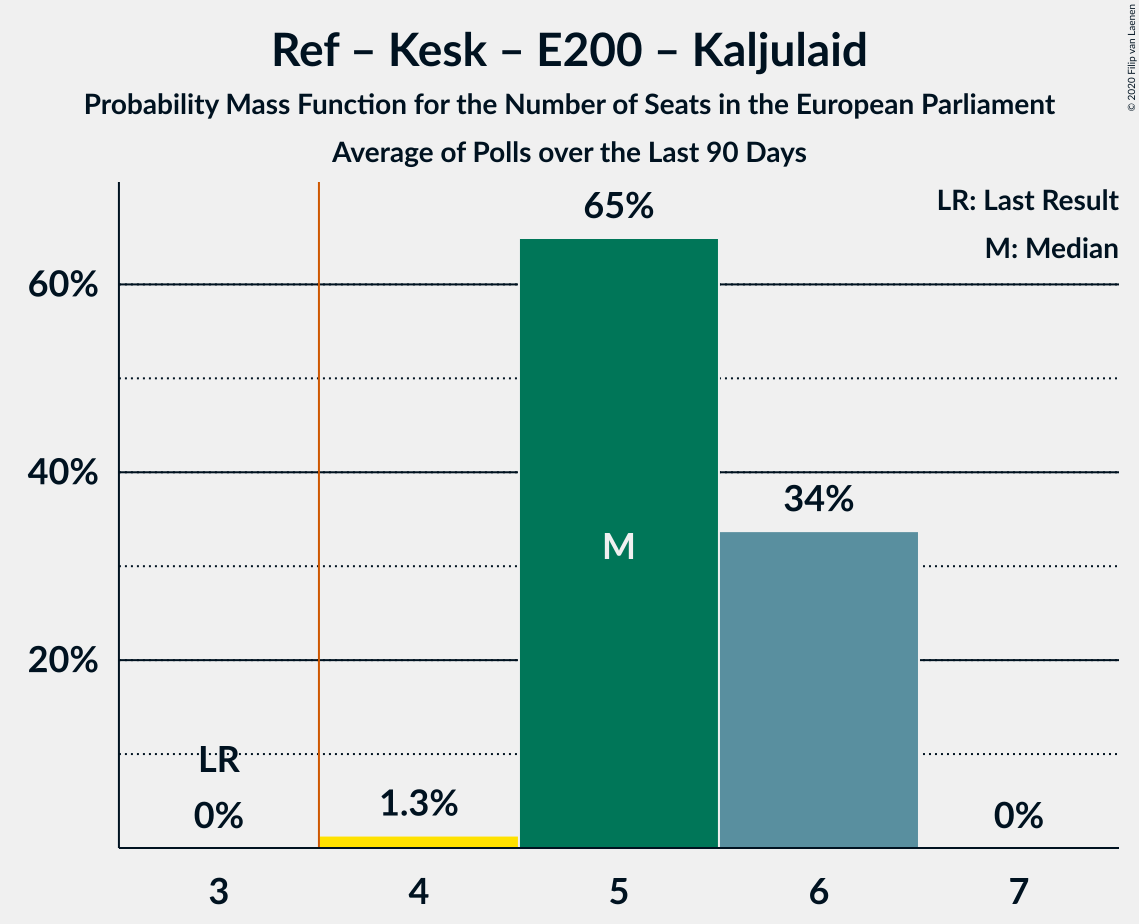 Ref – Kesk – E200 – Kaljulaid
Probability Mass Function for the Number of Seats in the European Parliament
Average of Polls over the Last 90 Days
© 2020 Filip van Laenen
LR: Last Result
M: Median
65%
60%
40%
34%
M
20%
LR
0%
1.3%
0%
3
4
5
6
7